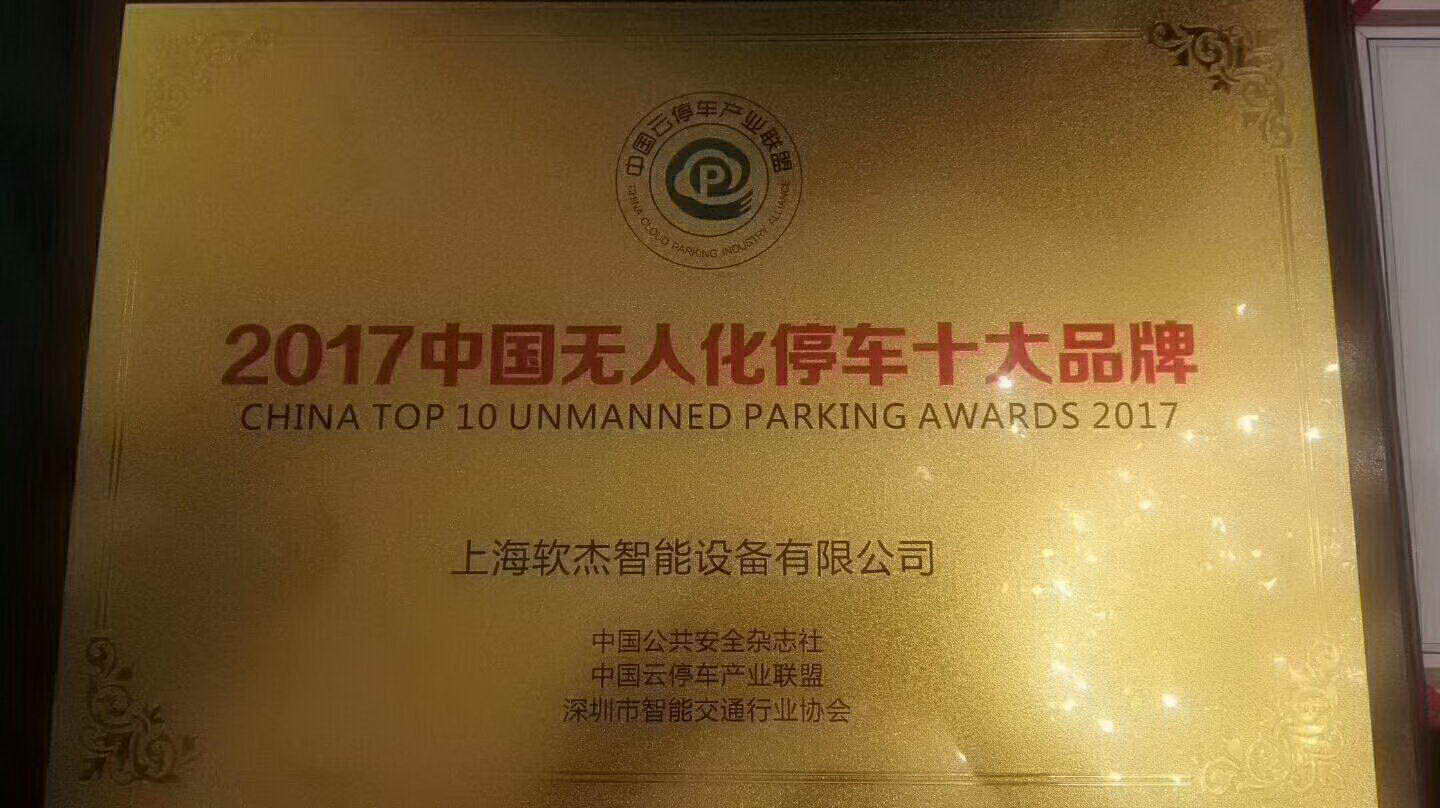 中国云停车产业联盟
CHINA CLOUD PARKING INDUSTRY ALLIANCE
P
2017中国无人化停车十大品牌
CHINA TOP 10 UNMANNED PARKING AWARDS 2017
上海软杰智能设备有限公司
中国公共安全杂志社
中国云停车产业联盟
深圳市智能交通行业协会